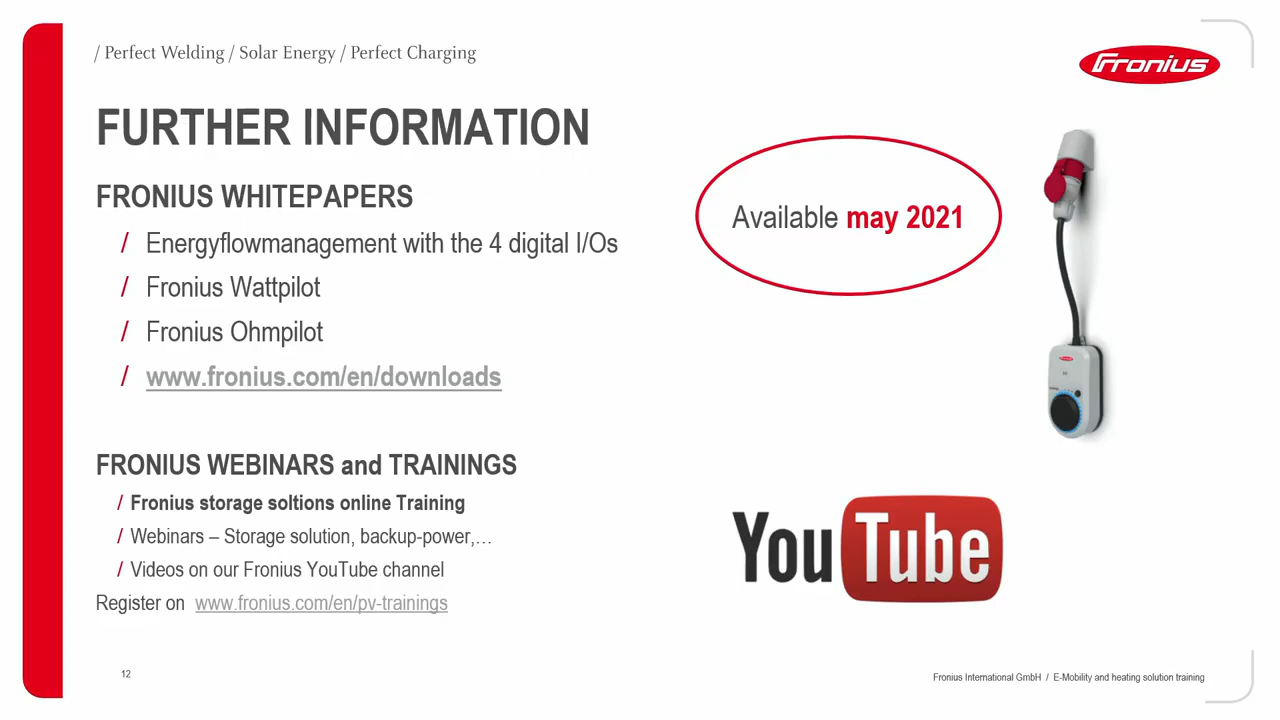 / Perfect Welding / Solar Energy / Perfect Charging
Fronius
FURTHER INFORMATION
FRONIUS WHITEPAPERS
/ Energyflowmanagement with the 4 digital I/Os
/ Fronius Wattpilot
/ Fronius Ohmpilot
/ www.fronius.com/en/downloads
Available may 2021
FRONIUS WEBINARS and TRAININGS
/ Fronius storage soltions online Training
/ Webinars – Storage solution, backup-power,…
/ Videos on our Fronius YouTube channel
Register on www.fronius.com/en/pv-trainings
YouTube
12
Fronius International GmbH / E-Mobility and heating solution training